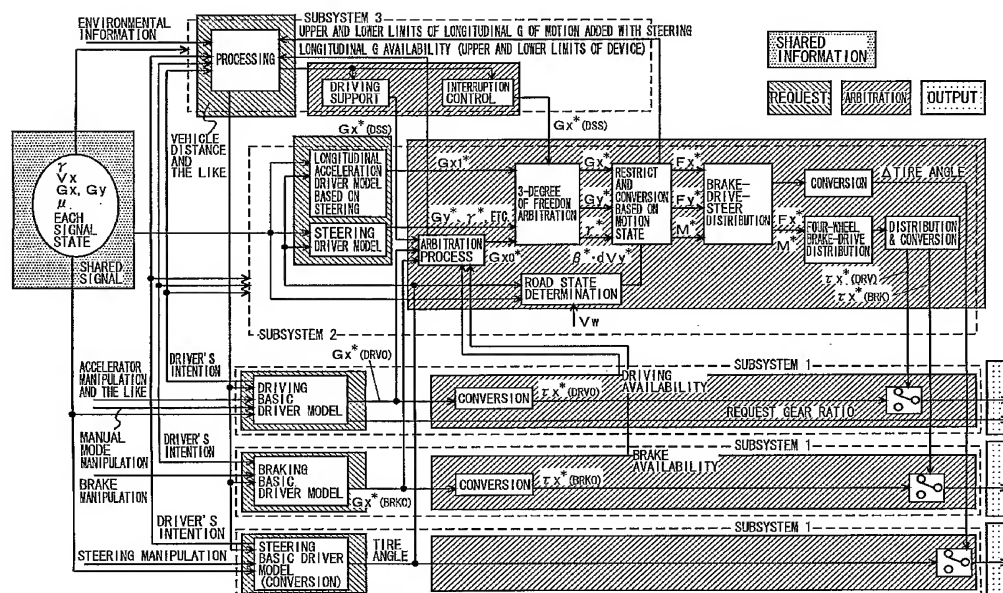 SUBSYSTEM 3
ENVIRONMENTAL
INFORMATION
UPPER AND LOWER LIMITS OF LONGITUDINAL G OF MOTION ADDED WITH STEERING
LONGITUDINAL G AVAILABILITY (UPPER AND LOWER LIMITS OF DEVICE)
PROCESSING
DRIVING
SUPPORT
INTERRUPTION
CONTROL
SHARED
INFORMATION
REQUEST
ARBITRATION
OUTPUT
VEHICLE
DISTANCE
AND
THE LIKE
Gx*(DSS)
Gx*(DSS)
γ
Vx
Gx, Gy
μ
EACH
SIGNAL
STATE
SHARED
SIGNAL
LONGITUDINAL
ACCELERATION
DRIVER MODEL
BASED ON
STEERING
STEERING
DRIVER MODEL
Gx1*
Gy*, γ* ETC.
ARBITRATION
PROCESS
Gx0*
3-DEGREE
OF FREEDOM
ARBITRATION
Gx*
Gy*
γ*
β*·dVy*
RESTRICT
AND
CONVERSION
BASED ON
MOTION
STATE
Fx*
Fy*
M*
BRAKE-
DRIVE-
STEER
DISTRIBUTION
CONVERSION
Δ TIRE ANGLE
Fx*
M*
FOUR-WHEEL
BRAKE-DRIVE
DISTRIBUTION
DISTRIBUTION
& CONVERSION
τx*(DRV)
τx*(BRK)
ROAD STATE
DETERMINATION
Vw
SUBSYSTEM 2
Gx*(DRV0)
SUBSYSTEM 1
ACCELERATOR
MANIPULATION
AND THE LIKE
DRIVER'S
INTENTION
DRIVING
BASIC
DRIVER MODEL
DRIVING
AVAILABILITY
CONVERSION
τx*(DRV0)
REQUEST GEAR RATIO
MANUAL
MODE
MANIPULATION
DRIVER'S
INTENTION
SUBSYSTEM 1
BRAKE
MANIPULATION
BRAKING
BASIC
DRIVER MODEL
Gx*(BRK0)
BRAKE
AVAILABILITY
CONVERSION
τx*(BRK0)
DRIVER'S
INTENTION
SUBSYSTEM 1
STEERING MANIPULATION
STEERING
BASIC DRIVER
MODEL
(CONVERSION)
TIRE
ANGLE